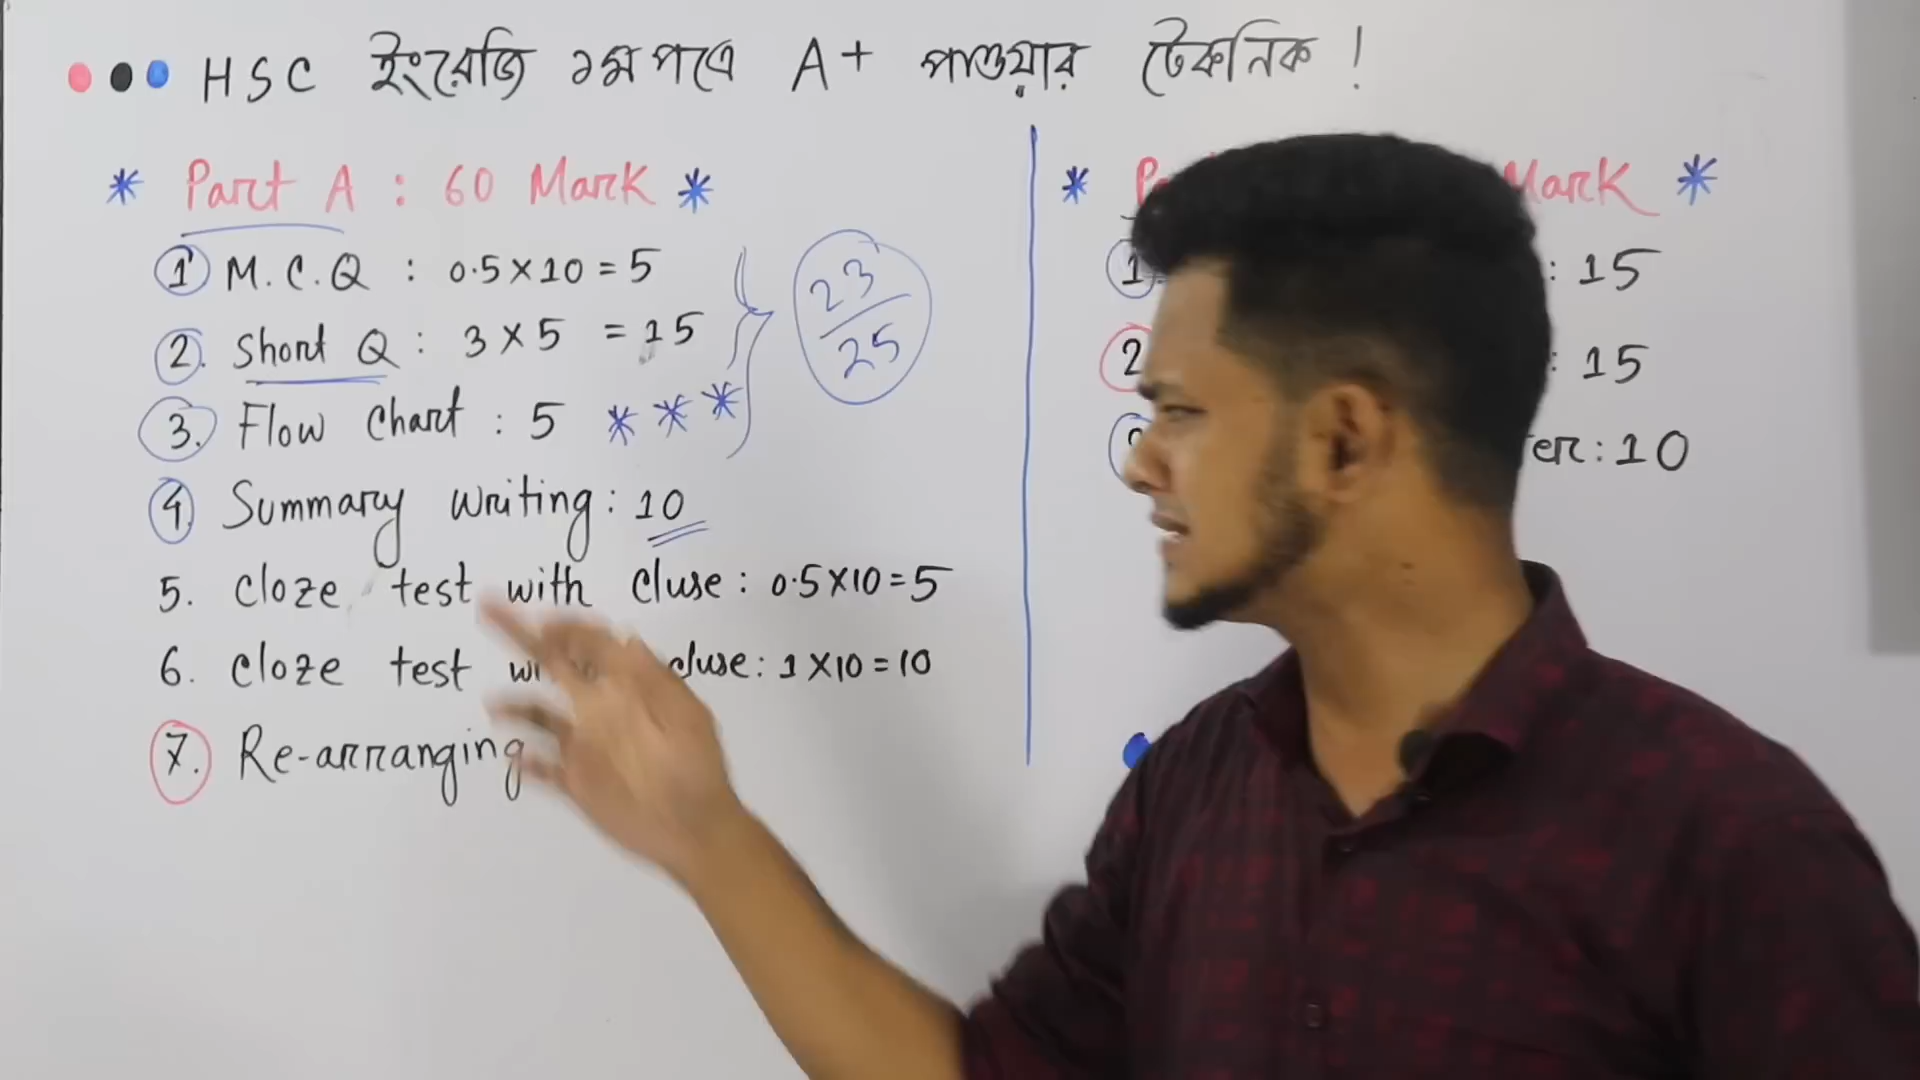 HSC ইংরেজি ১ম পত্রে A+ পাওয়ার টেকনিক !
* Part A : 60 Mark *
1 M.C.Q : 0.5×10 = 5
2. Short Q : 3×5 = 15
3. Flow Chart : 5 * * *
23/25
4. Summary writing : 10
5. Cloze test with Cluse : 0.5×10=5
6. Cloze test cluse : 1×10=10
7. Re-arranging
* Mark *
1 : 15
2 : 15
er : 10